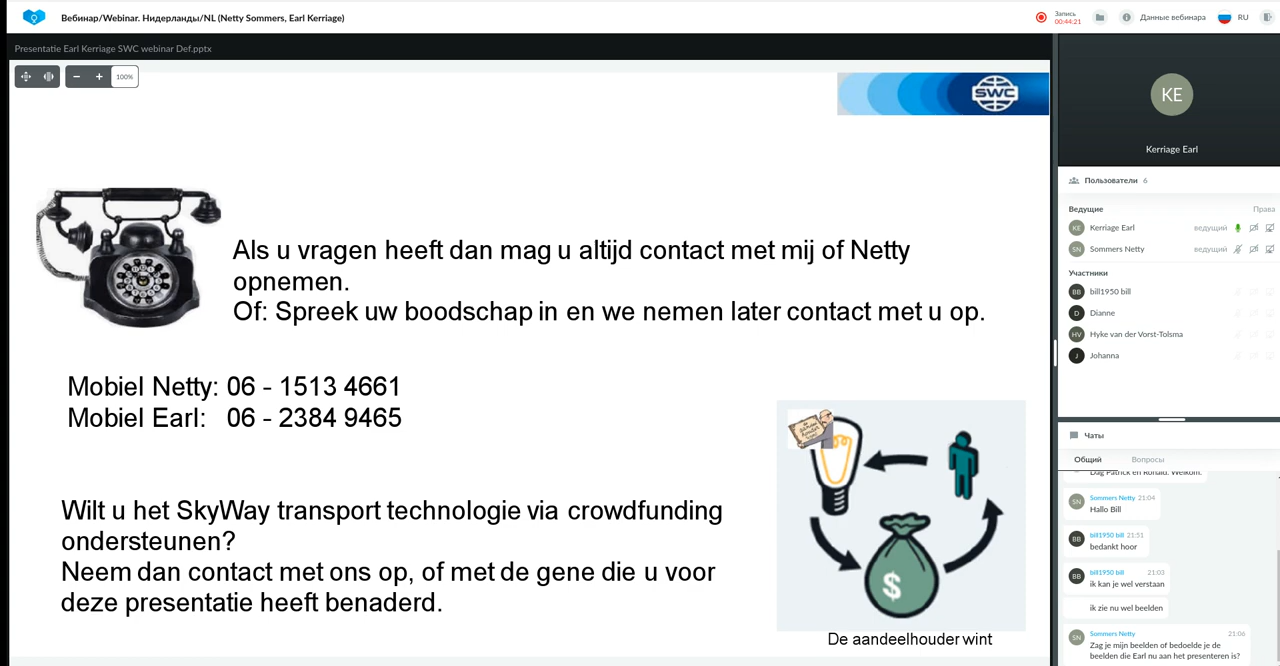 Вебинар/Webinar. Нидерланды/NL (Netty Sommers, Earl Kerriage)
Запись
00:44:21
Данные вебинара
RU
Presentatie Earl Kerriage SWC webinar Def.pptx
100%
SWC
Als u vragen heeft dan mag u altijd contact met mij of Netty
opnemen.
Of: Spreek uw boodschap in en we nemen later contact met u op.
Mobiel Netty: 06 - 1513 4661
Mobiel Earl: 06 - 2384 9465
Wilt u het SkyWay transport technologie via crowdfunding
ondersteunen?
Neem dan contact met ons op, of met de gene die u voor
deze presentatie heeft benaderd.
$
De aandeelhouder wint
KE
Kerriage Earl
Пользователи 6
Ведущие Права
KE Kerriage Earl ведущий
SN Sommers Netty ведущий
Участники
BB bill1950 bill
D Dianne
HV Hyke van der Vorst-Tolsma
J Johanna
Чаты
Общий Вопросы
Dag Patrick en Ronald. Welkom.
SN Sommers Netty 21:04
Hallo Bill
BB bill1950 bill 21:51
bedankt hoor
BB bill1950 bill 21:03
ik kan je wel verstaan
ik zie nu wel beelden
SN Sommers Netty 21:06
Zag je mijn beelden of bedoelde je de
beelden die Earl nu aan het presenteren is?